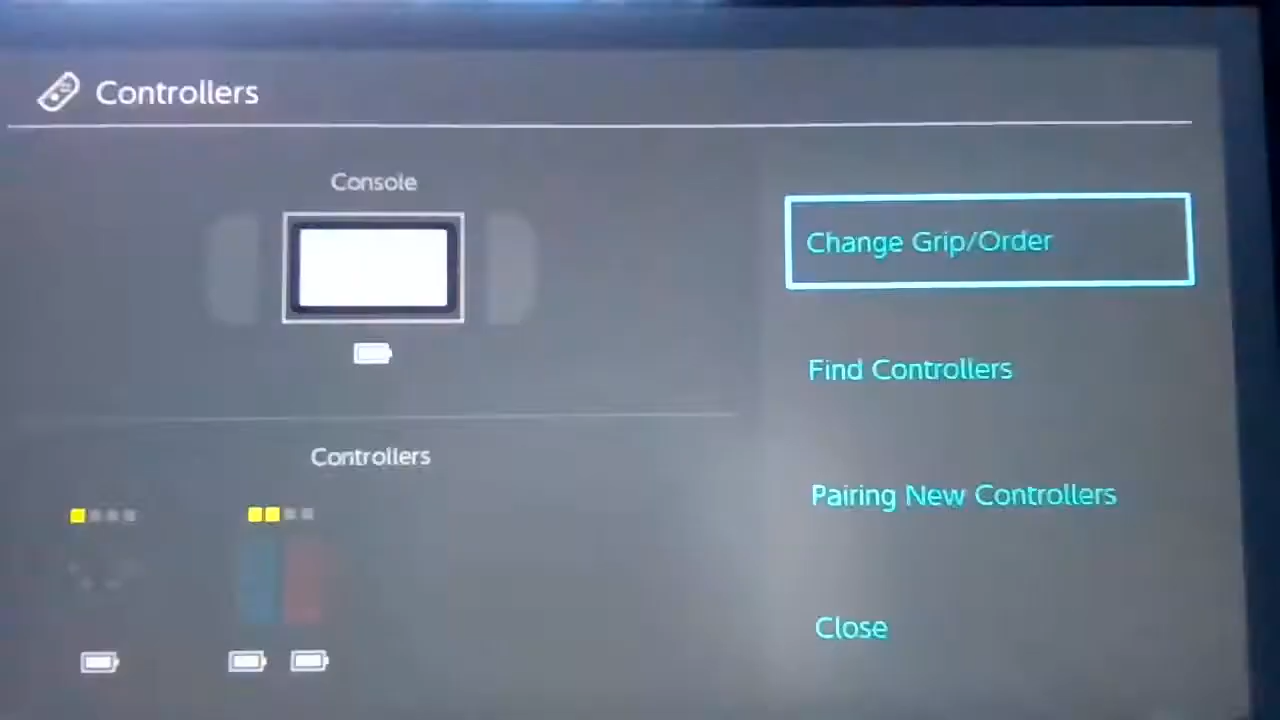 Controllers
Console
Change Grip/Order
Find Controllers
Controllers
Pairing New Controllers
Close